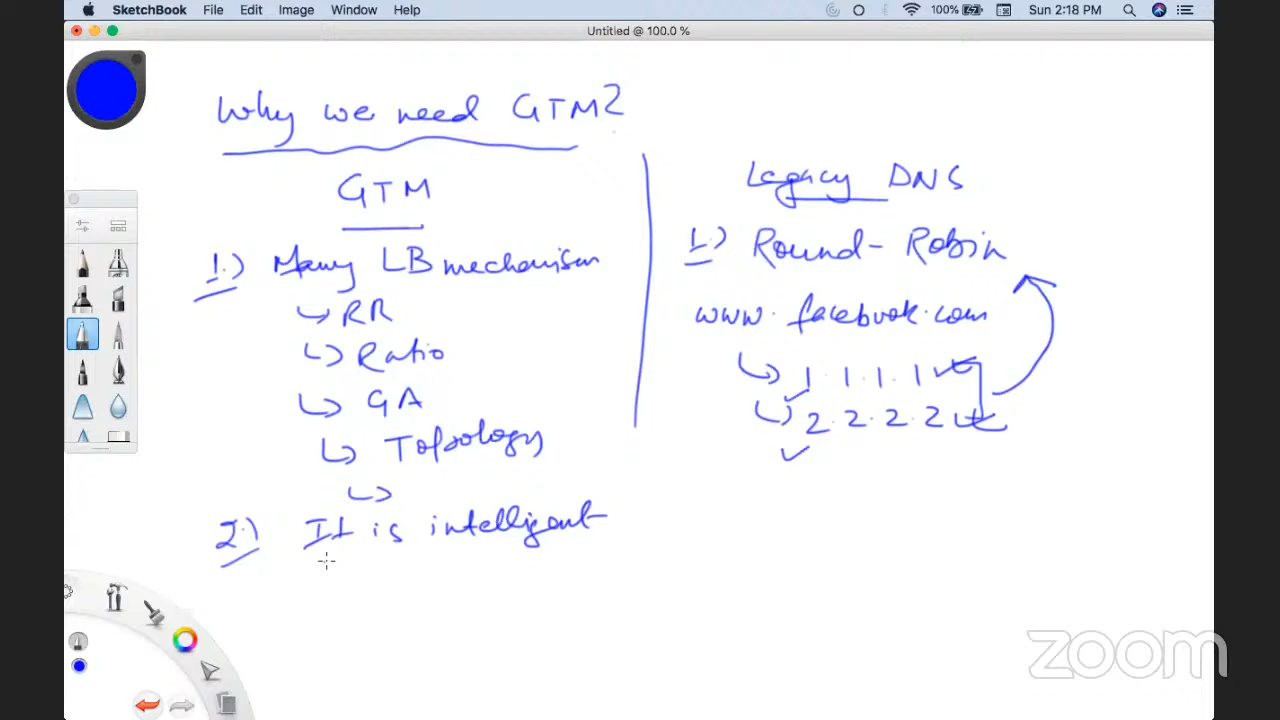 SketchBook File Edit Image Window Help 100% Sun 2:18 PM
Untitled @ 100.0 %
Why we need GTM?
GTM
1.) Many LB mechanism
↳ RR
↳ Ratio
↳ GA
↳ Topology
↳
2.) It is intelligent
Legacy DNS
1.) Round-Robin
www.facebook.com
↳ 1.1.1.1
↳ 2.2.2.2
zoom